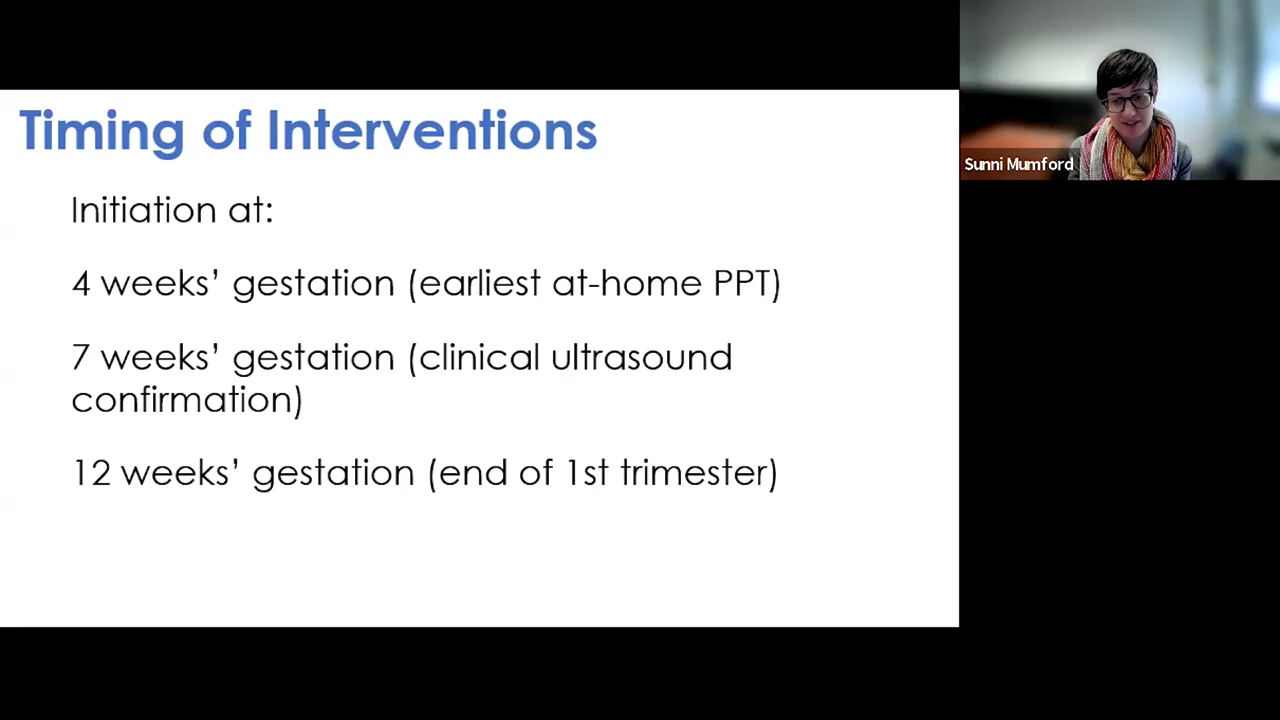 Timing of Interventions
Initiation at:
4 weeks’ gestation (earliest at-home PPT)
7 weeks’ gestation (clinical ultrasound
confirmation)
12 weeks’ gestation (end of 1st trimester)
Sunni Mumford